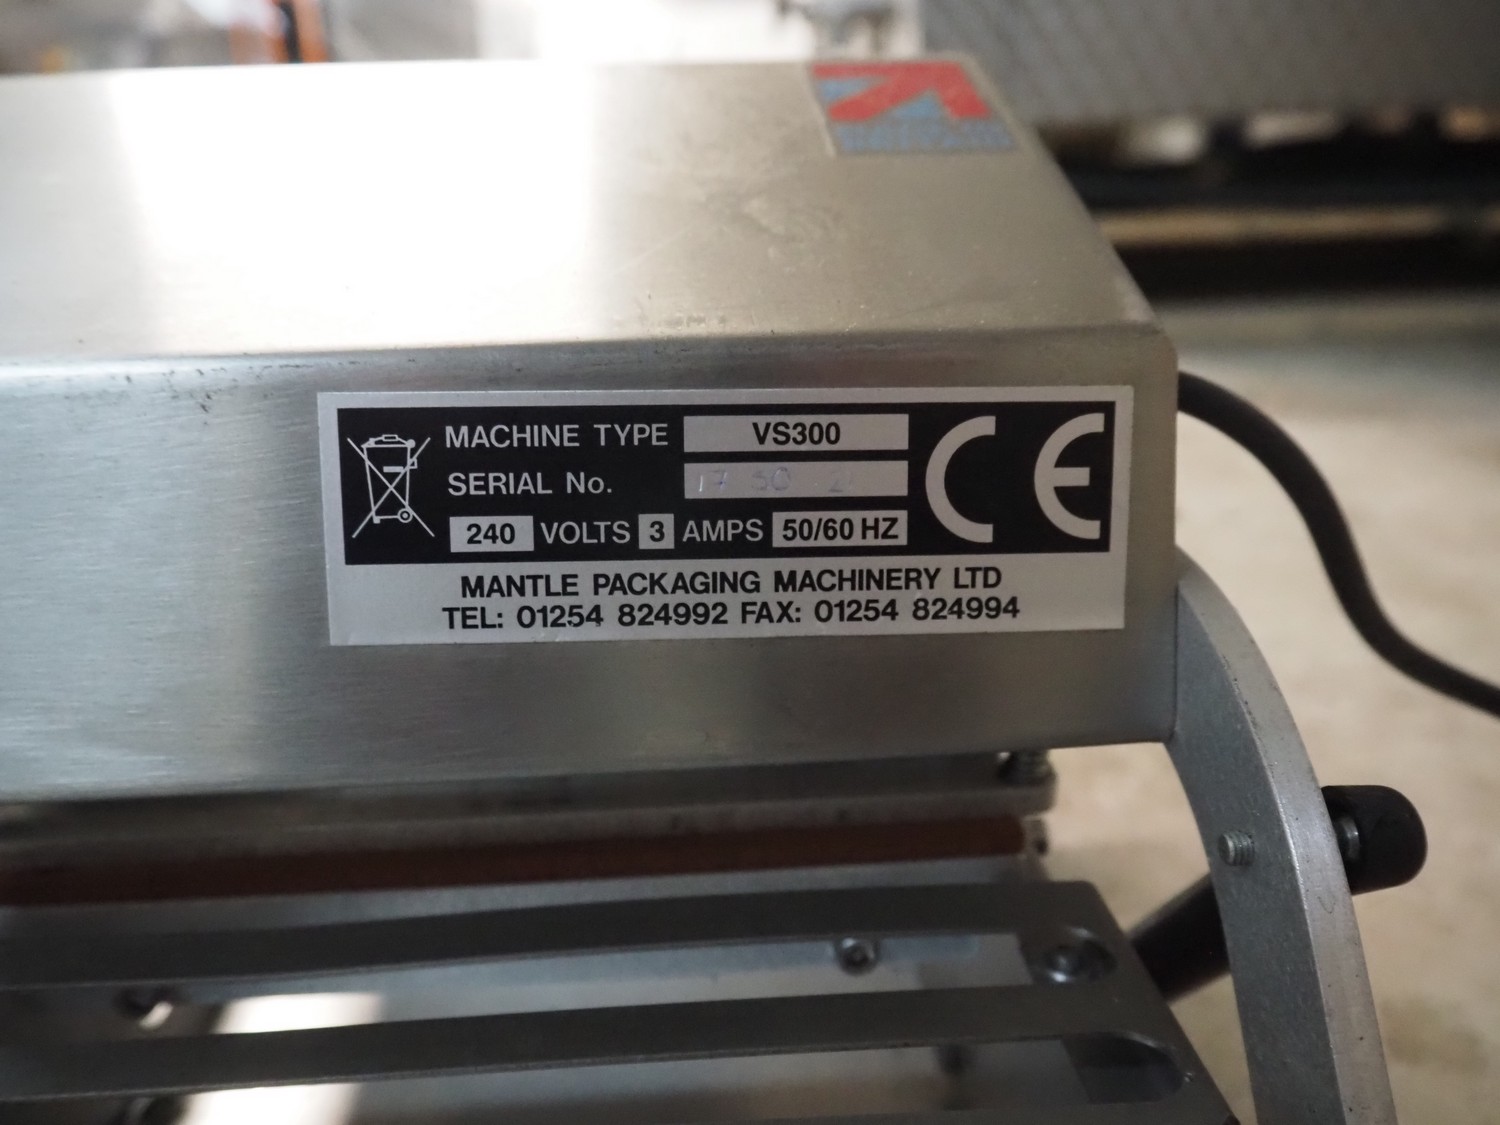 MACHINE TYPE VS300
SERIAL No.
240 VOLTS 3 AMPS 50/60 HZ
CE
MANTLE PACKAGING MACHINERY LTD
TEL: 01254 824992 FAX: 01254 824994